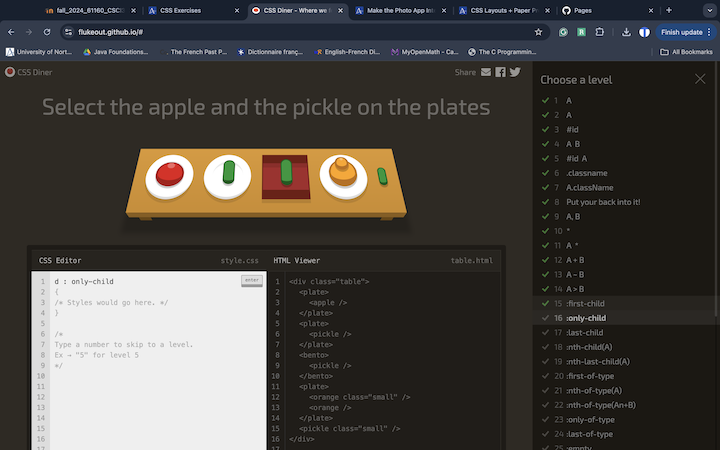 fall_2024_61160_CSCI
CSS Exercises
CSS Diner – Where we
Make the Photo App Int
CSS Layouts + Paper P
Pages
flukeout.github.io/#
Finish update
University of Nort...
Java Foundations...
The French Past P...
Dictionnaire franç...
English-French Di...
MyOpenMath – Ca...
The C Programmin...
All Bookmarks
CSS Diner
Share
Select the apple and the pickle on the plates
CSS Editor
style.css
HTML Viewer
table.html
1 d : only-child
enter
2 {
3 /* Styles would go here. */
4 }
5
6 /*
7 Type a number to skip to a level.
8 Ex → "5" for level 5
9 */
10
11
12
13
14
15
16
1 <div class="table">
2 <plate>
3 <apple />
4 </plate>
5 <plate>
6 <pickle />
7 </plate>
8 <bento>
9 <pickle />
10 </bento>
11 <plate>
12 <orange class="small" />
13 <orange />
14 </plate>
15 <pickle class="small" />
16 </div>
Choose a level
1 A
2 A
3 #id
4 A B
5 #id A
6 .classname
7 A.className
8 Put your back into it!
9 A, B
10 *
11 A *
12 A + B
13 A ~ B
14 A > B
15 :first-child
16 :only-child
17 :last-child
18 :nth-child(A)
19 :nth-last-child(A)
20 :first-of-type
21 :nth-of-type(A)
22 :nth-of-type(An+B)
23 :only-of-type
24 :last-of-type
25 :empty